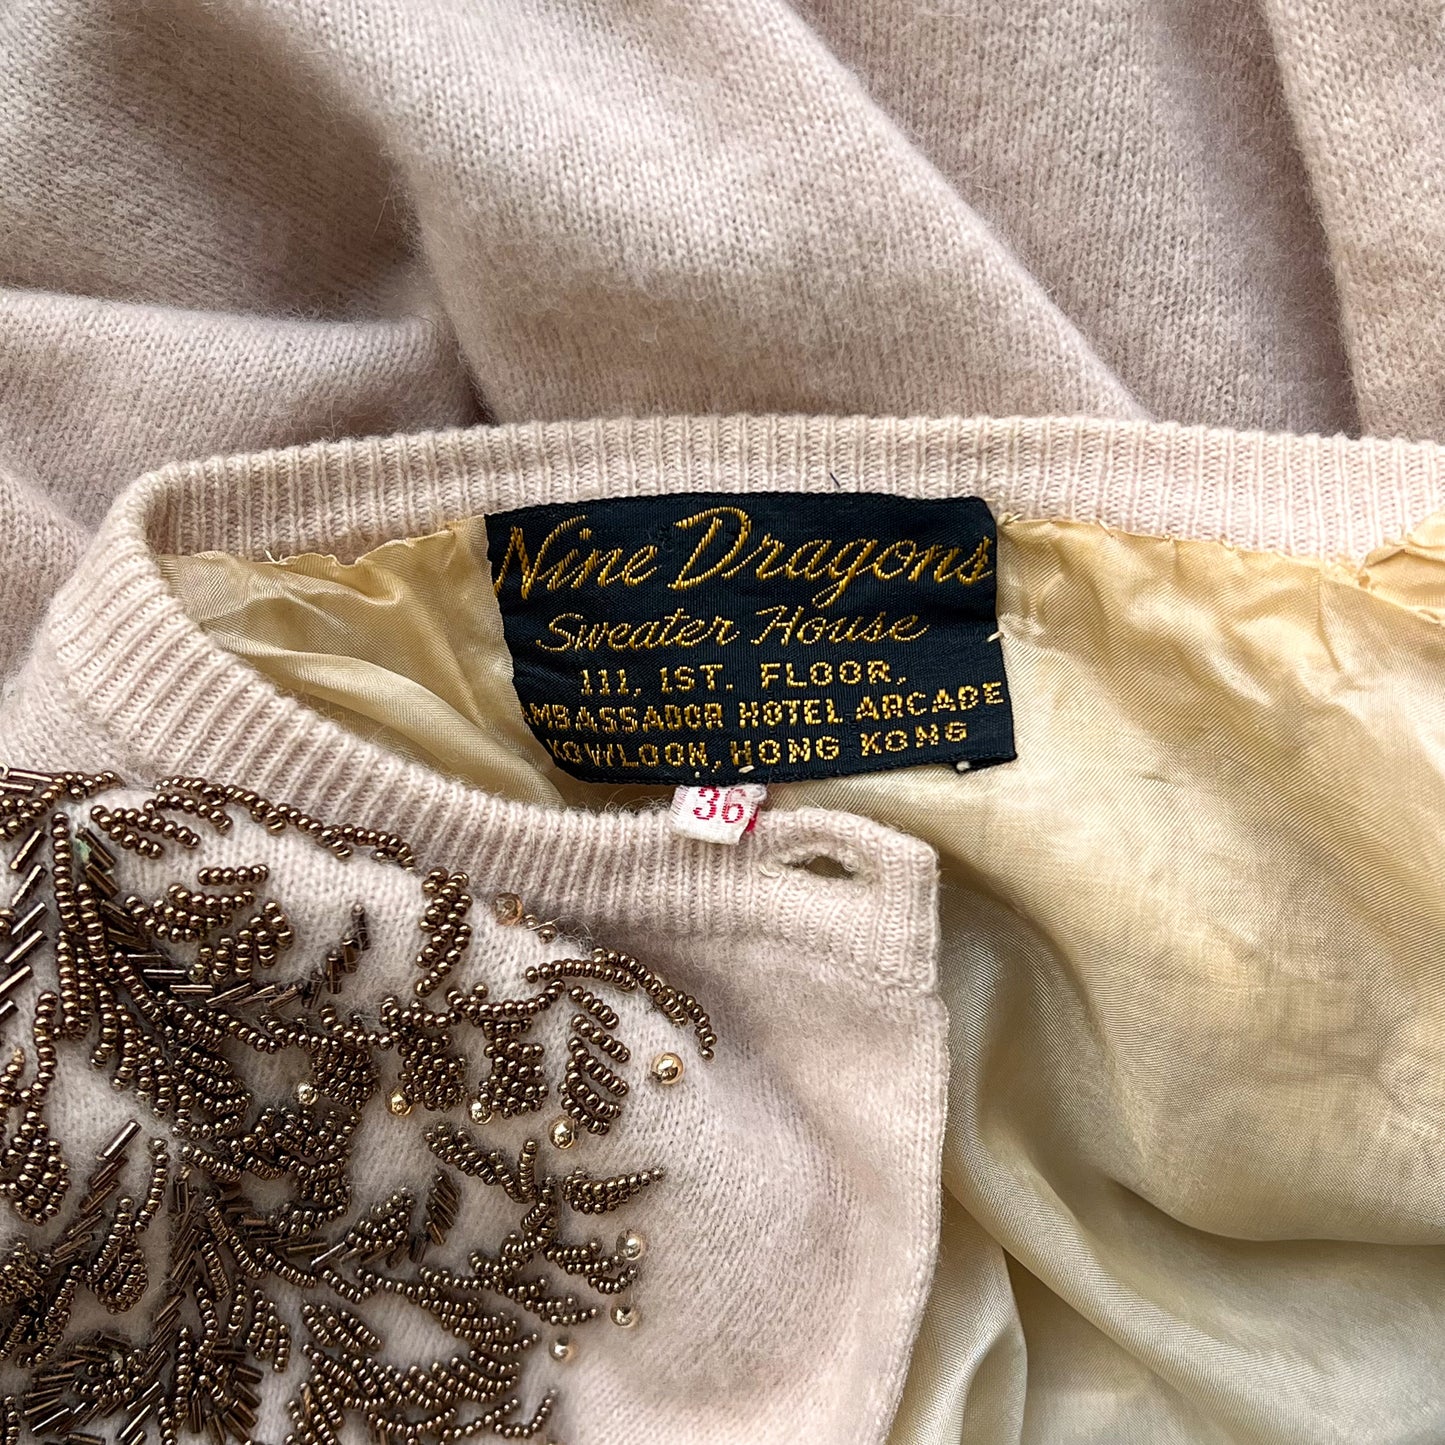 Nine Dragons
Sweater House
111, 1ST. FLOOR,
AMBASSADOR HOTEL ARCADE
KOWLOON, HONG KONG
36